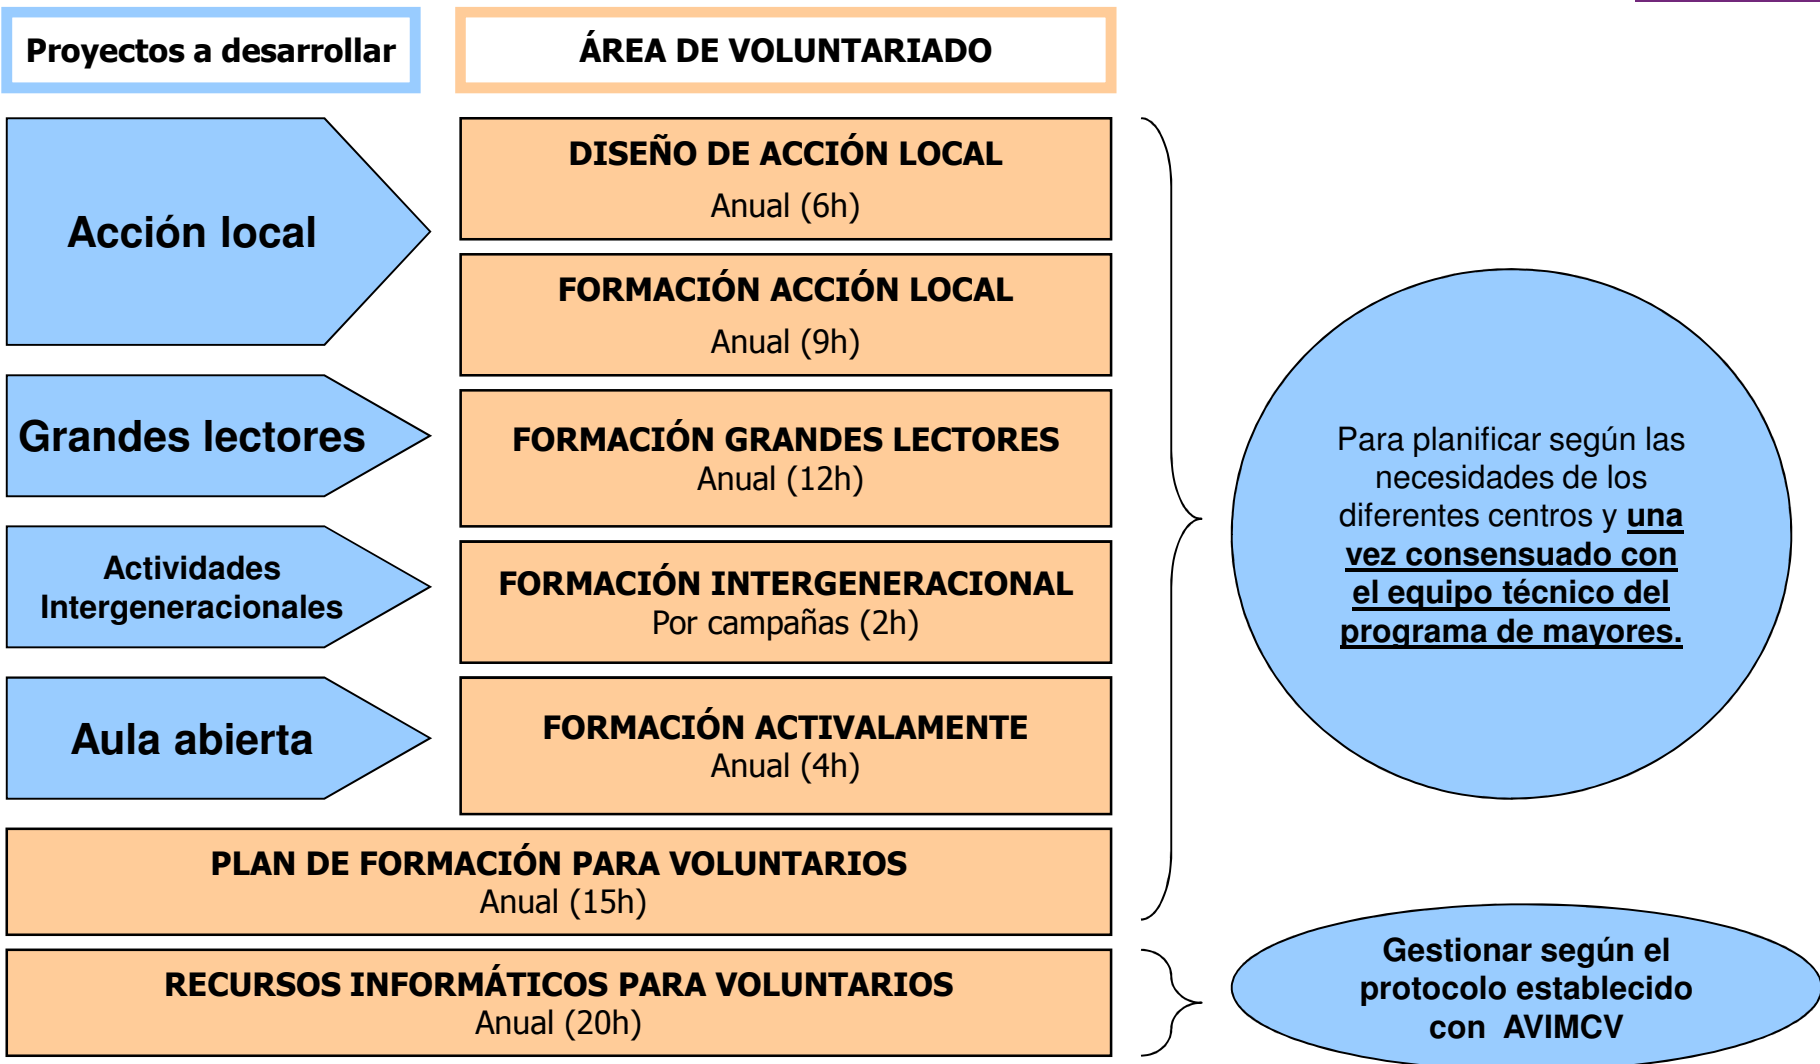 Proyectos a desarrollar
ÁREA DE VOLUNTARIADO
Acción local
DISEÑO DE ACCIÓN LOCAL
Anual (6h)
FORMACIÓN ACCIÓN LOCAL
Anual (9h)
Grandes lectores
FORMACIÓN GRANDES LECTORES
Anual (12h)
Actividades
Intergeneracionales
FORMACIÓN INTERGENERACIONAL
Por campañas (2h)
Aula abierta
FORMACIÓN ACTIVALAMENTE
Anual (4h)
PLAN DE FORMACIÓN PARA VOLUNTARIOS
Anual (15h)
RECURSOS INFORMÁTICOS PARA VOLUNTARIOS
Anual (20h)
Para planificar según las
necesidades de los
diferentes centros y una
vez consensuado con
el equipo técnico del
programa de mayores.
Gestionar según el
protocolo establecido
con AVIMCV